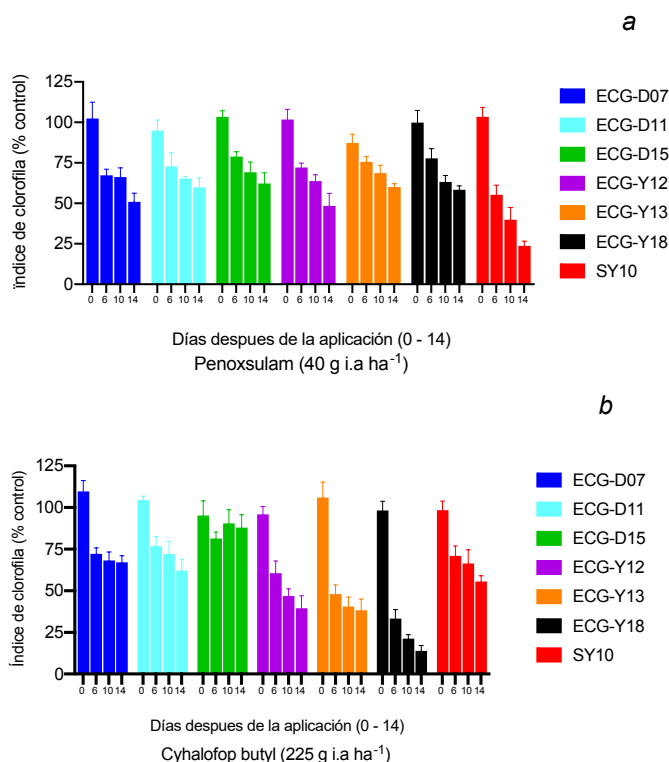 a
Índice de clorofila (% control)
125
100
75
50
25
0
0 6 10 14 0 6 10 14 0 6 10 14 0 6 10 14 0 6 10 14 0 6 10 14 0 6 10 14
Días despues de la aplicación (0 - 14)
Penoxsulam (40 g i.a ha⁻¹)
ECG-D07
ECG-D11
ECG-D15
ECG-Y12
ECG-Y13
ECG-Y18
SY10
b
Índice de clorofila (% control)
125
100
75
50
25
0
0 6 10 14 0 6 10 14 0 6 10 14 0 6 10 14 0 6 10 14 0 6 10 14 0 6 10 14
Días despues de la aplicación (0 - 14)
Cyhalofop butyl (225 g i.a ha⁻¹)
ECG-D07
ECG-D11
ECG-D15
ECG-Y12
ECG-Y13
ECG-Y18
SY10